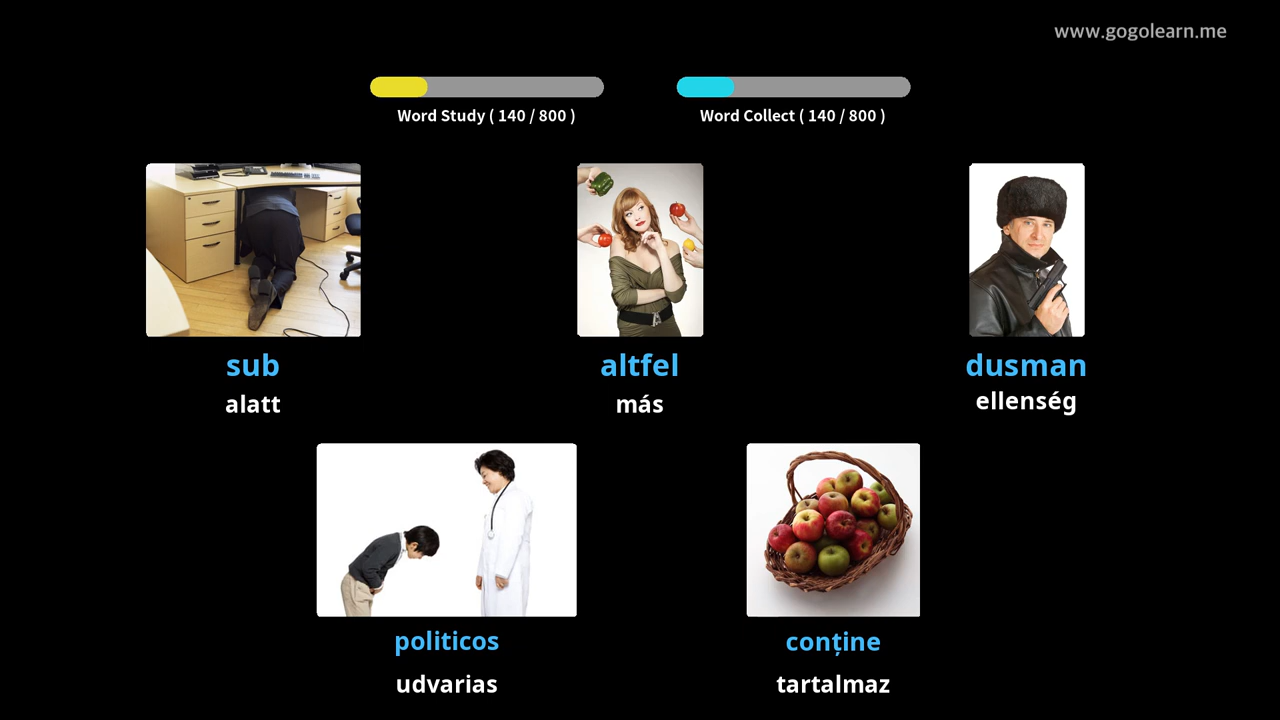 www.gogolearn.me
Word Study ( 140 / 800 )
Word Collect ( 140 / 800 )
sub
alatt
altfel
más
dusman
ellenség
politicos
udvarias
conține
tartalmaz